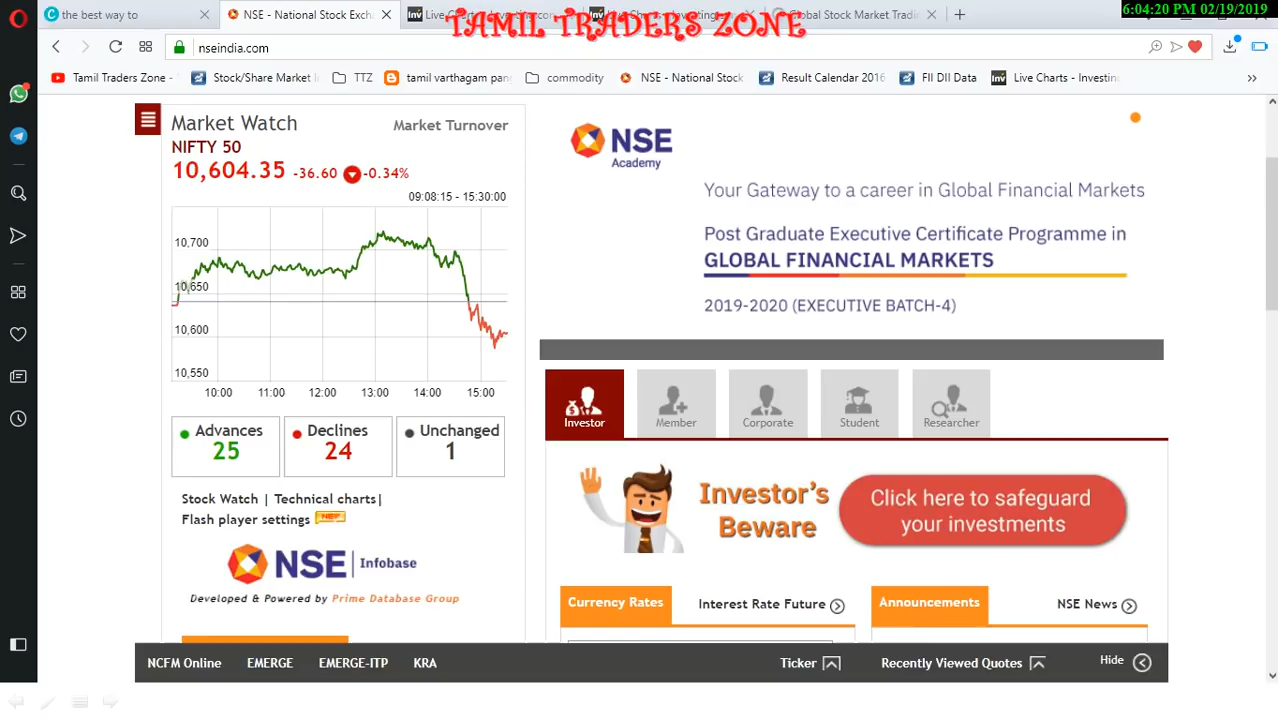 6:04:20 PM 02/19/2019
TAMIL TRADERS ZONE
the best way to
NSE - National Stock Exch
nseindia.com
Tamil Traders Zone -
Stock/Share Market I
TTZ
tamil varthagam pan
commodity
NSE - National Stock
Result Calendar 2016
FII DII Data
Inv
Live Charts - Investin
Market Watch
Market Turnover
NIFTY 50
10,604.35 -36.60 -0.34%
09:08:15 - 15:30:00
10,700
10,650
10,600
10,550
10:00 11:00 12:00 13:00 14:00 15:00
Advances
25
Declines
24
Unchanged
1
Stock Watch | Technical charts|
Flash player settings NEW
NSE | Infobase
Developed & Powered by Prime Database Group
NSE
Academy
Your Gateway to a career in Global Financial Markets
Post Graduate Executive Certificate Programme in
GLOBAL FINANCIAL MARKETS
2019-2020 (EXECUTIVE BATCH-4)
Investor
Member
Corporate
Student
Researcher
Investor's
Beware
Click here to safeguard
your investments
Currency Rates
Interest Rate Future
Announcements
NSE News
NCFM Online
EMERGE
EMERGE-ITP
KRA
Ticker
Recently Viewed Quotes
Hide